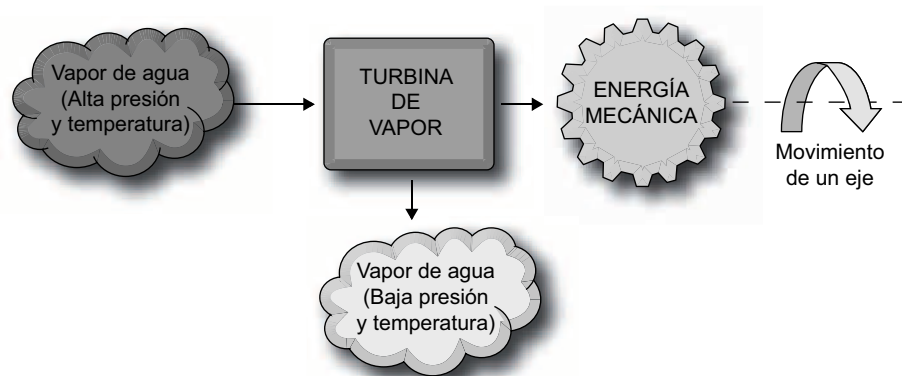 Vapor de agua
(Alta presión
y temperatura)
TURBINA
DE
VAPOR
ENERGÍA
MECÁNICA
Movimiento
de un eje
Vapor de agua
(Baja presión
y temperatura)